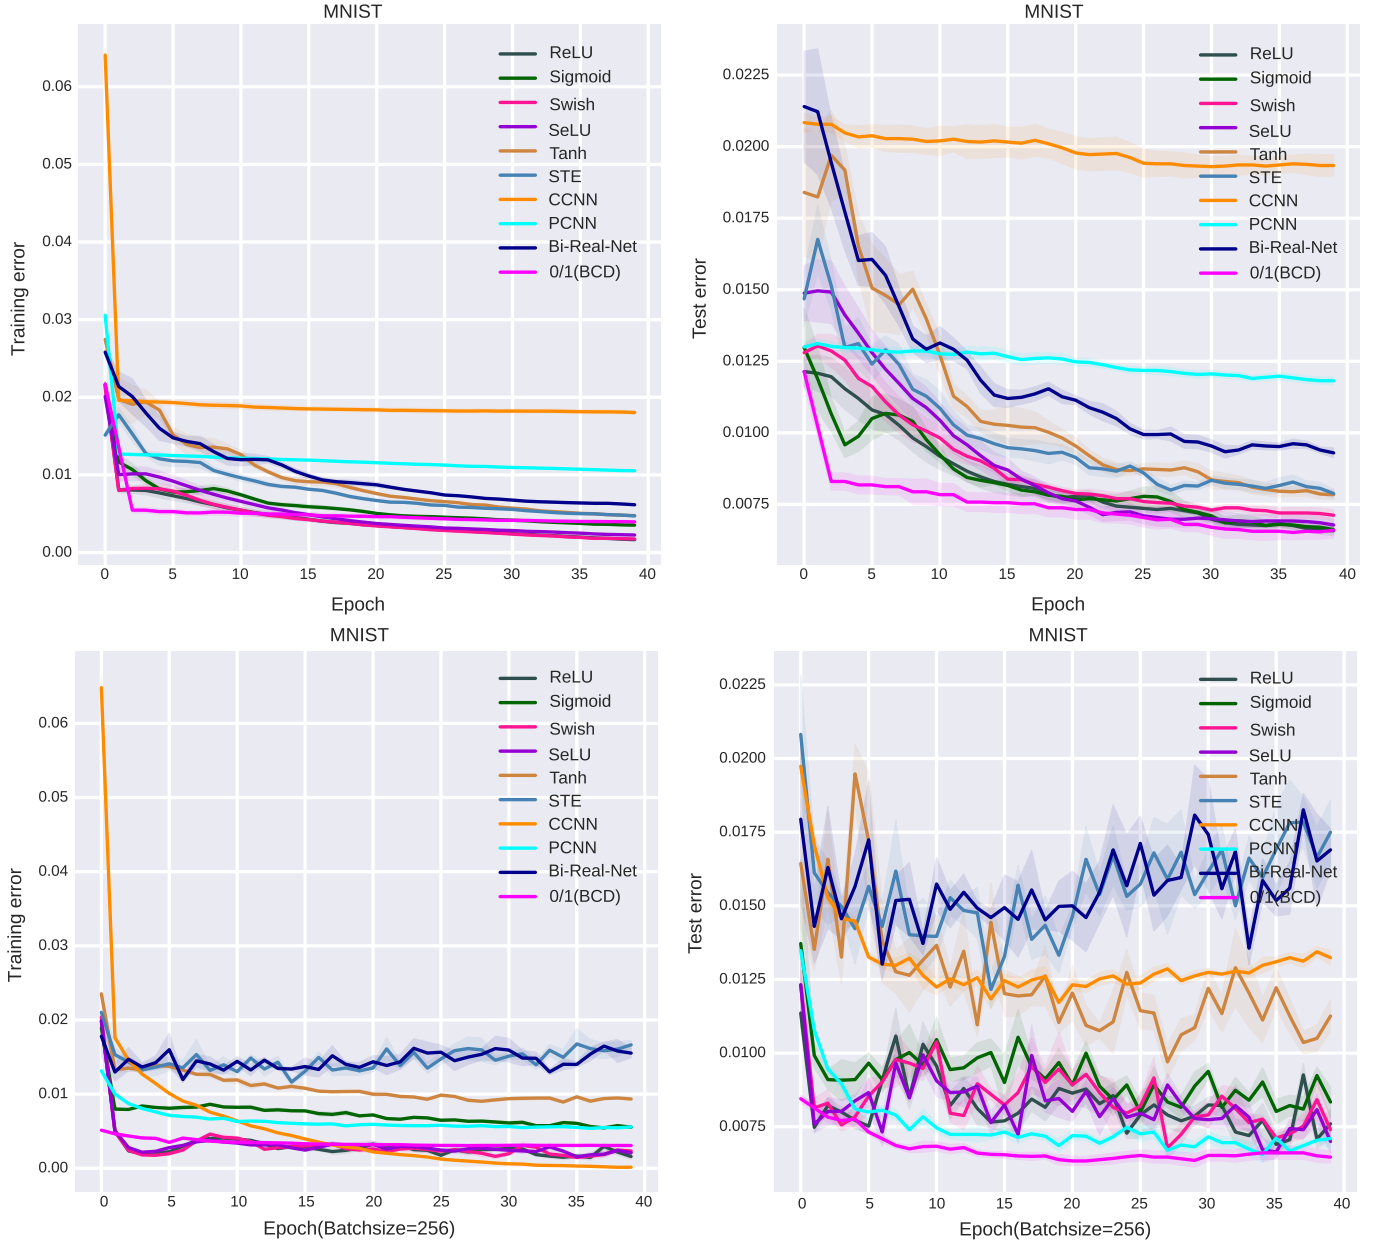 MNIST
Training error
0.06
0.05
0.04
0.03
0.02
0.01
0.00
ReLU
Sigmoid
Swish
SeLU
Tanh
STE
CCNN
PCNN
Bi-Real-Net
0/1(BCD)
0 5 10 15 20 25 30 35 40
Epoch
MNIST
Test error
0.0225
0.0200
0.0175
0.0150
0.0125
0.0100
0.0075
ReLU
Sigmoid
Swish
SeLU
Tanh
STE
CCNN
PCNN
Bi-Real-Net
0/1(BCD)
0 5 10 15 20 25 30 35 40
Epoch
MNIST
Training error
0.06
0.05
0.04
0.03
0.02
0.01
0.00
ReLU
Sigmoid
Swish
SeLU
Tanh
STE
CCNN
PCNN
Bi-Real-Net
0/1(BCD)
0 5 10 15 20 25 30 35 40
Epoch(Batchsize=256)
MNIST
Test error
0.0225
0.0200
0.0175
0.0150
0.0125
0.0100
0.0075
ReLU
Sigmoid
Swish
SeLU
Tanh
STE
CCNN
PCNN
Bi-Real-Net
0/1(BCD)
0 5 10 15 20 25 30 35 40
Epoch(Batchsize=256)